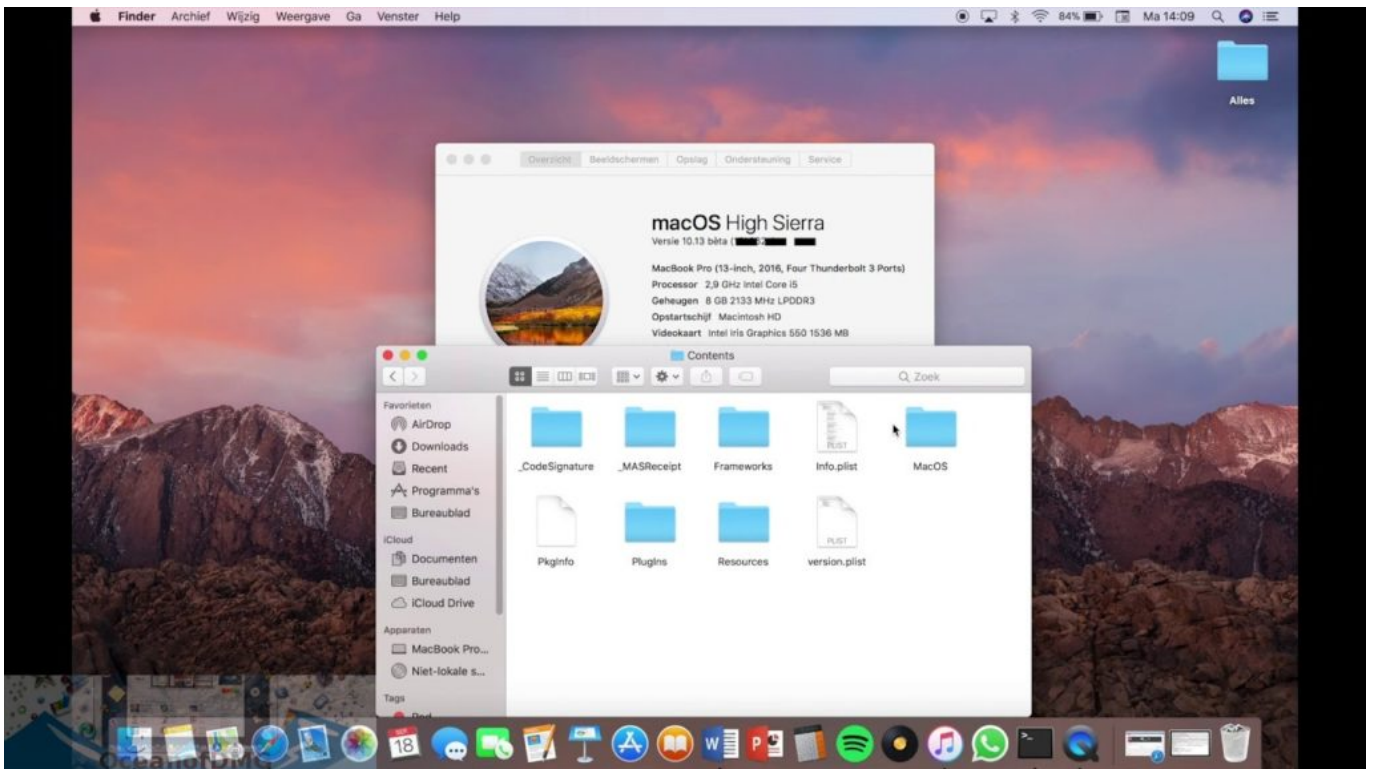 Finder Archief Wijzig Weergave Ga Venster Help 84% Ma 14:09
Alles
Overzicht Beeldschermen Opslag Ondersteuning Service
macOS High Sierra
Versie 10.13 bèta (
MacBook Pro (13-inch, 2016, Four Thunderbolt 3 Ports)
Processor 2,9 GHz Intel Core i5
Geheugen 8 GB 2133 MHz LPDDR3
Opstartschijf Macintosh HD
Videokaart Intel Iris Graphics 550 1536 MB
Contents
Zoek
Favorieten
AirDrop
Downloads
Recent
Programma's
Bureaublad
iCloud
Documenten
Bureaublad
iCloud Drive
Apparaten
MacBook Pro...
Niet-lokale s...
Tags
_CodeSignature _MASReceipt Frameworks Info.plist MacOS
PLIST
PkgInfo PlugIns Resources version.plist
PLIST
SEP
18
OceanofDMG